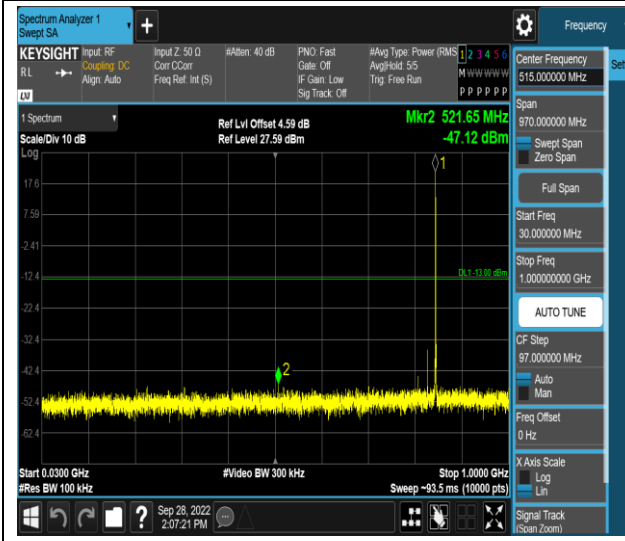 Spectrum Analyzer 1
Swept SA
+
Frequency
KEYSIGHT
RL
Input: RF
Coupling: DC
Align: Auto
Input Z: 50 Ω
Corr CCorr
Freq Ref: Int (S)
#Atten: 40 dB
PNO: Fast
Gate: Off
IF Gain: Low
Sig Track: Off
#Avg Type: Power (RMS
Avg|Hold: 5/5
Trig: Free Run
1 2 3 4 5 6
M W W W W W
P P P P P P
LXI
1 Spectrum
Scale/Div 10 dB
Log
Ref Lvl Offset 4.59 dB
Ref Level 27.59 dBm
Mkr2 521.65 MHz
-47.12 dBm
1
17.6
7.59
-2.41
-12.4
DL1 -13.00 dBm
-22.4
-32.4
-42.4
2
-52.4
-62.4
Start 0.0300 GHz
#Res BW 100 kHz
#Video BW 300 kHz
Stop 1.0000 GHz
Sweep ~93.5 ms (10000 pts)
?
Sep 28, 2022
2:07:21 PM
Center Frequency
515.000000 MHz
Set
Span
970.000000 MHz
Swept Span
Zero Span
Full Span
Start Freq
30.000000 MHz
Stop Freq
1.000000000 GHz
AUTO TUNE
CF Step
97.000000 MHz
Auto
Man
Freq Offset
0 Hz
X Axis Scale
Log
Lin
Signal Track
(Span Zoom)